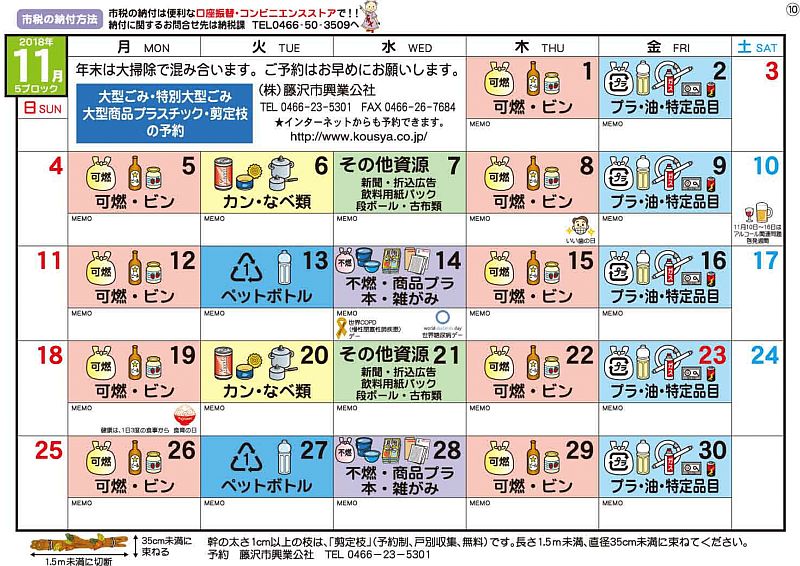 市税の納付方法
市税の納付は便利な口座振替・コンビニエンスストアで!!
納付に関するお問合せ先は納税課 TEL0466-50-3509へ
⑩
2018年
11月
5ブロック
日 SUN
月 MON
火 TUE
水 WED
木 THU
金 FRI
土 SAT
年末は大掃除で混み合います。ご予約はお早めにお願いします。
大型ごみ・特別大型ごみ
大型商品プラスチック・剪定枝
の予約
(株)藤沢市興業公社
TEL 0466-23-5301 FAX 0466-26-7684
★インターネットからも予約できます。
http://www.kousya.co.jp/
可燃
1
可燃・ビン
MEMO
プラ
2
プラ・油・特定品目
MEMO
3
4
可燃
5
可燃・ビン
MEMO
6
カン・なべ類
MEMO
その他資源 7
新聞・折込広告
飲料用紙パック
段ボール・古布類
MEMO
可燃
8
可燃・ビン
MEMO
いい歯の日
プラ
9
プラ・油・特定品目
MEMO
10
11月10日~16日は
アルコール関連問題
啓発週間
11
可燃
12
可燃・ビン
MEMO
1
13
ペットボトル
MEMO
不燃
14
不燃・商品プラ
本・雑がみ
MEMO
世界COPD
(慢性閉塞性肺疾患)
デー
world diabetes day
世界糖尿病デー
可燃
15
可燃・ビン
MEMO
プラ
16
プラ・油・特定品目
MEMO
17
18
可燃
19
可燃・ビン
MEMO
健康は、1日3度の食事から 食育の日
20
カン・なべ類
MEMO
その他資源 21
新聞・折込広告
飲料用紙パック
段ボール・古布類
MEMO
可燃
22
可燃・ビン
MEMO
プラ
23
プラ・油・特定品目
MEMO
24
25
可燃
26
可燃・ビン
MEMO
1
27
ペットボトル
MEMO
不燃
28
不燃・商品プラ
本・雑がみ
MEMO
可燃
29
可燃・ビン
MEMO
プラ
30
プラ・油・特定品目
MEMO
35cm未満に
束ねる
1.5m未満に切断
幹の太さ1cm以上の枝は、「剪定枝」(予約制、戸別収集、無料)です。長さ1.5m未満、直径35cm未満に束ねてください。
予約 藤沢市興業公社 TEL 0466-23-5301